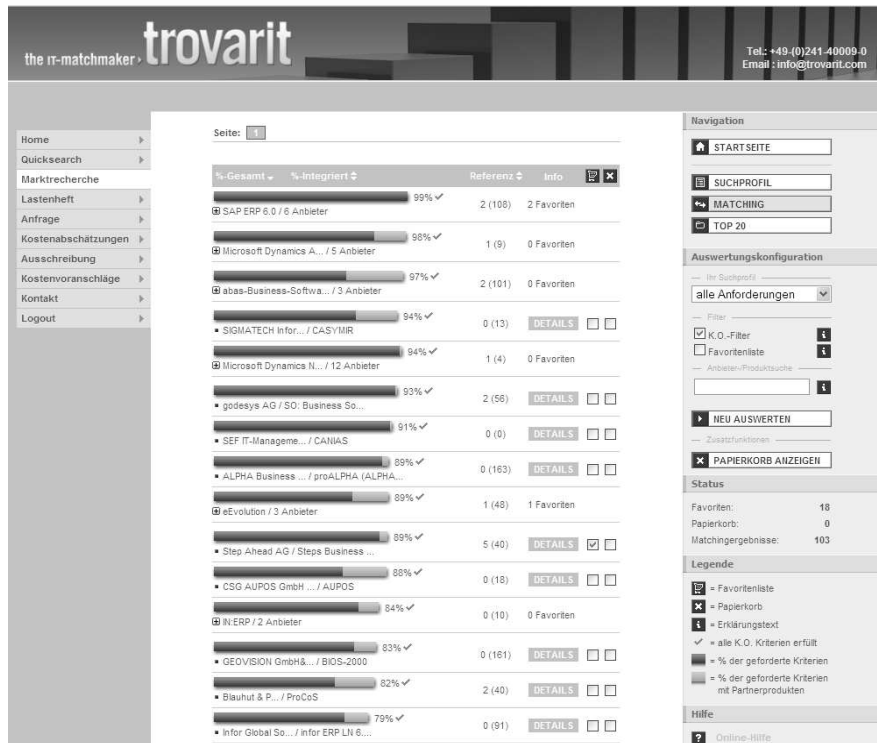 the IT-matchmaker › trovarit
Tel.: +49-(0)241-40009-0
Email : info@trovarit.com
Home
Quicksearch
Marktrecherche
Lastenheft
Anfrage
Kostenabschätzungen
Ausschreibung
Kostenvoranschläge
Kontakt
Logout
Seite: 1
%-Gesamt %-Integriert Referenz Info
99%
SAP ERP 6.0 / 6 Anbieter 2 (108) 2 Favoriten
98%
Microsoft Dynamics A... / 5 Anbieter 1 (9) 0 Favoriten
97%
abas-Business-Softwa... / 3 Anbieter 2 (101) 0 Favoriten
94%
SIGMATECH Infor... / CASYMIR 0 (13) DETAILS
94%
Microsoft Dynamics N... / 12 Anbieter 1 (4) 0 Favoriten
93%
godesys AG / SO: Business So... 2 (56) DETAILS
91%
SEF IT-Manageme... / CANIAS 0 (0) DETAILS
89%
ALPHA Business ... / proALPHA (ALPHA... 0 (163) DETAILS
89%
eEvolution / 3 Anbieter 1 (48) 1 Favoriten
89%
Step Ahead AG / Steps Business ... 5 (40) DETAILS
88%
CSG AUPOS GmbH ... / AUPOS 0 (18) DETAILS
84%
IN:ERP / 2 Anbieter 0 (10) 0 Favoriten
83%
GEOVISION GmbH&... / BIOS-2000 0 (161) DETAILS
82%
Blauhut & P... / ProCoS 2 (40) DETAILS
79%
Infor Global So... / infor ERP LN 6.... 0 (91) DETAILS
Navigation
STARTSEITE
SUCHPROFIL
MATCHING
TOP 20
Auswertungskonfiguration
Ihr Suchprofil
alle Anforderungen
Filter
K.O.-Filter
Favoritenliste
Anbieter-/Produktsuche
NEU AUSWERTEN
Zusatzfunktionen
PAPIERKORB ANZEIGEN
Status
Favoriten: 18
Papierkorb: 0
Matchingergebnisse: 103
Legende
= Favoritenliste
= Papierkorb
= Erklärungstext
= alle K.O. Kriterien erfüllt
= % der geforderte Kriterien
= % der geforderte Kriterien
mit Partnerprodukten
Hilfe
Online-Hilfe